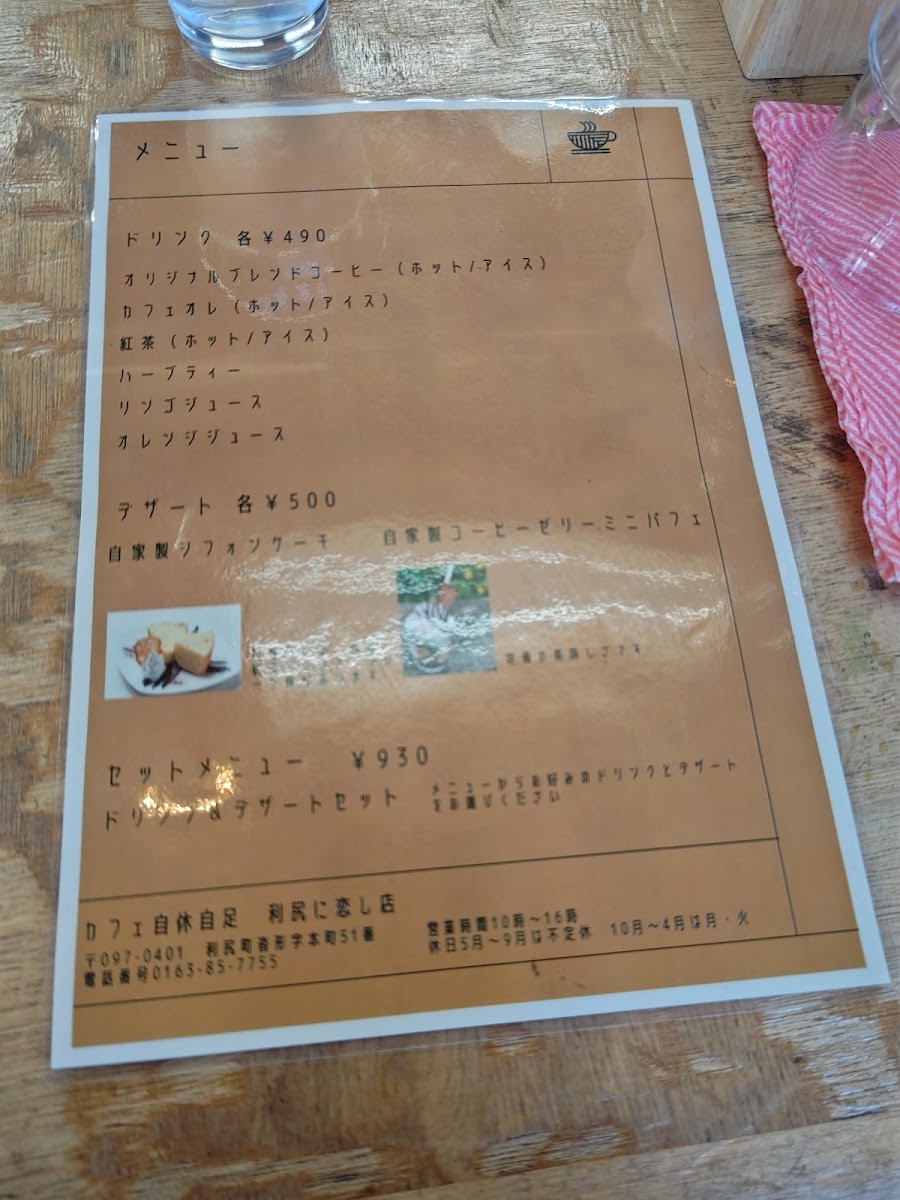 メニュー
ドリンク 各￥490
オリジナルブレンドコーヒー（ホット/アイス）
カフェオレ（ホット/アイス）
紅茶（ホット/アイス）
ハーブティー
リンゴジュース
オレンジジュース
デザート 各￥500
自家製シフォンケーキ 自家製コーヒーゼリーミニパフェ
セットメニュー ￥930
ドリンク&デザートセット
メニューからお好みのドリンクとデザート
をお選びください
カフェ自休自足 利尻に恋し店
〒097-0401 利尻町沓形字本町51番
電話番号0163-85-7755
営業時間10時～16時
休日5月～9月は不定休 10月～4月は月・火